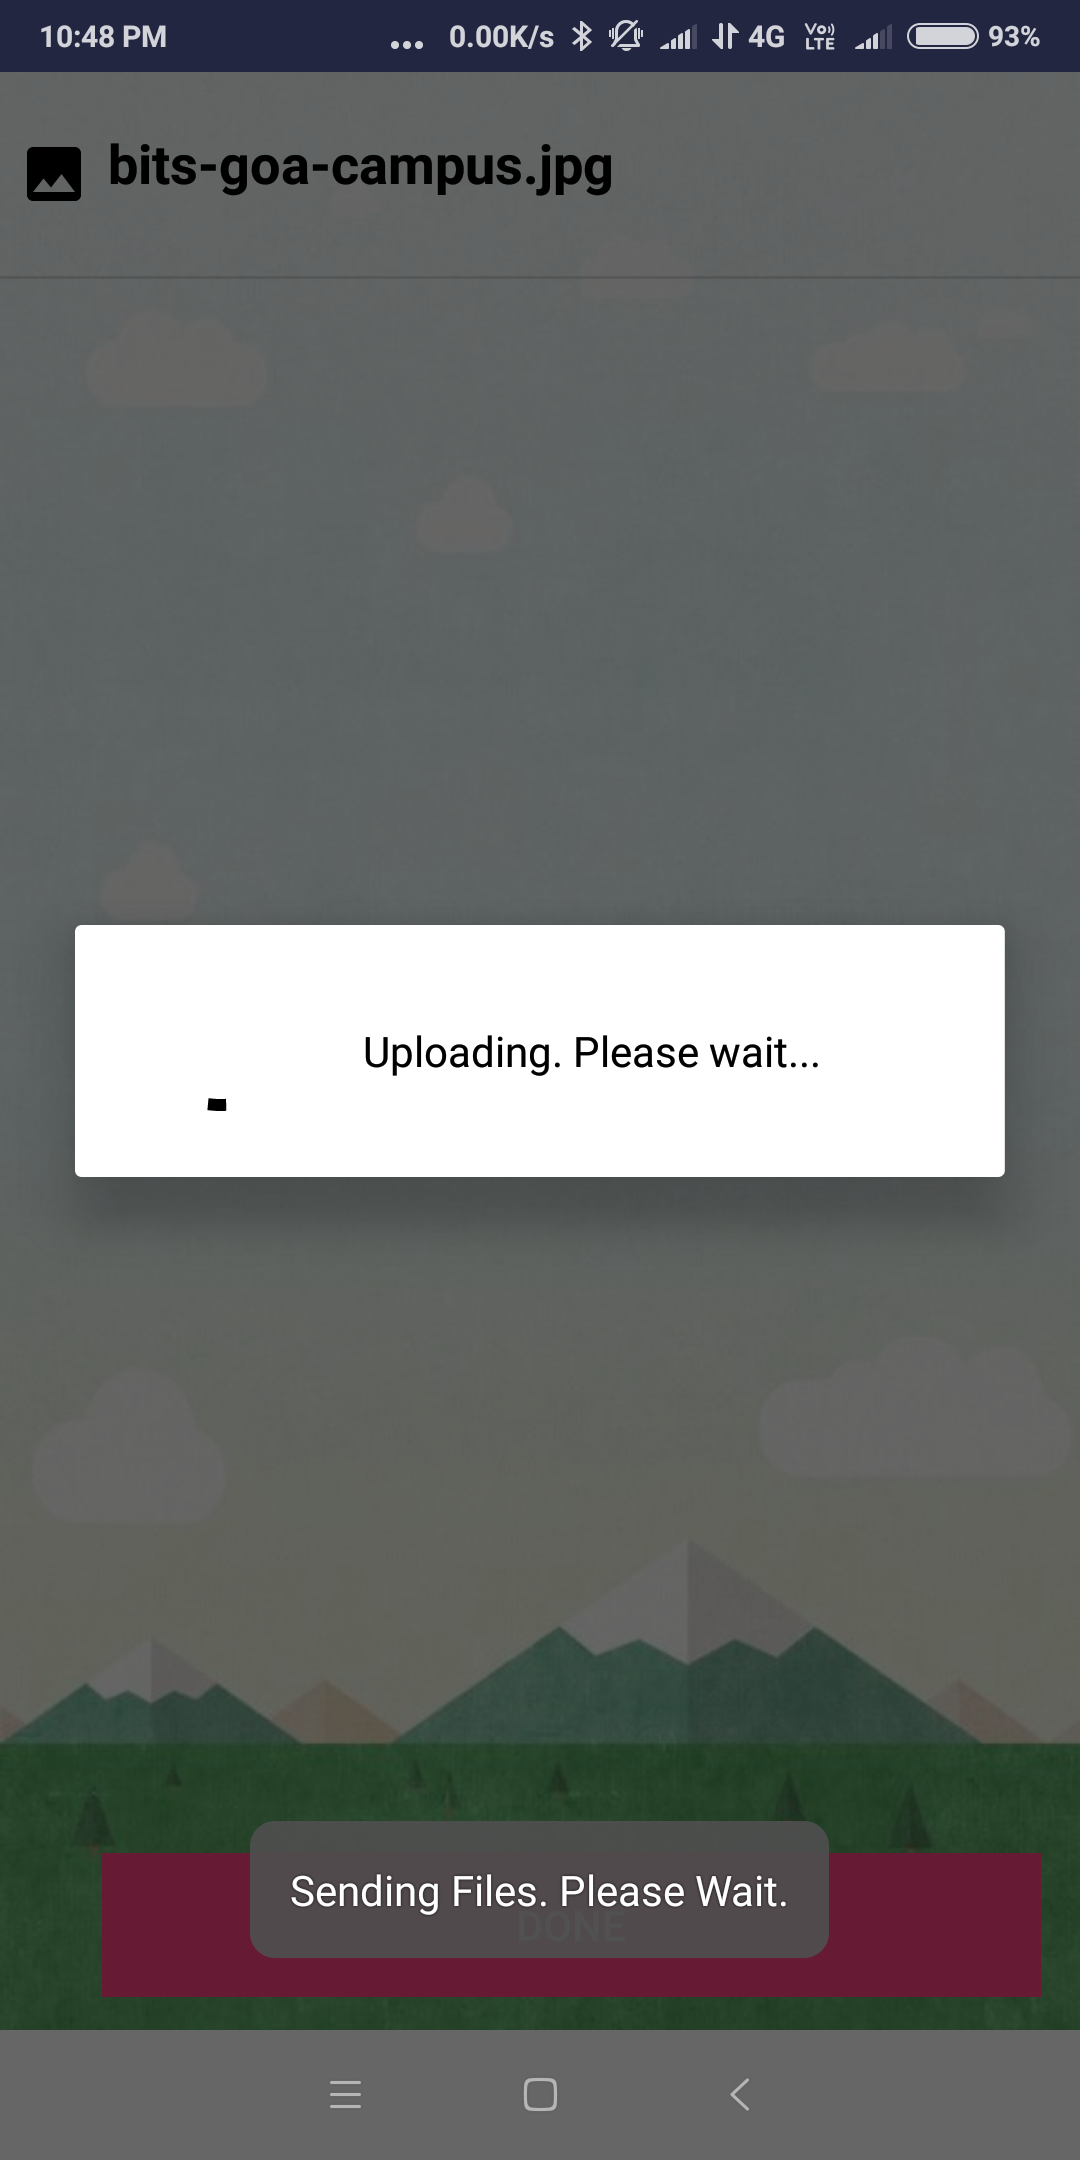 10:48 PM ... 0.00K/s 4G Vo) LTE 93%
bits-goa-campus.jpg
Uploading. Please wait...
Sending Files. Please Wait.
DONE